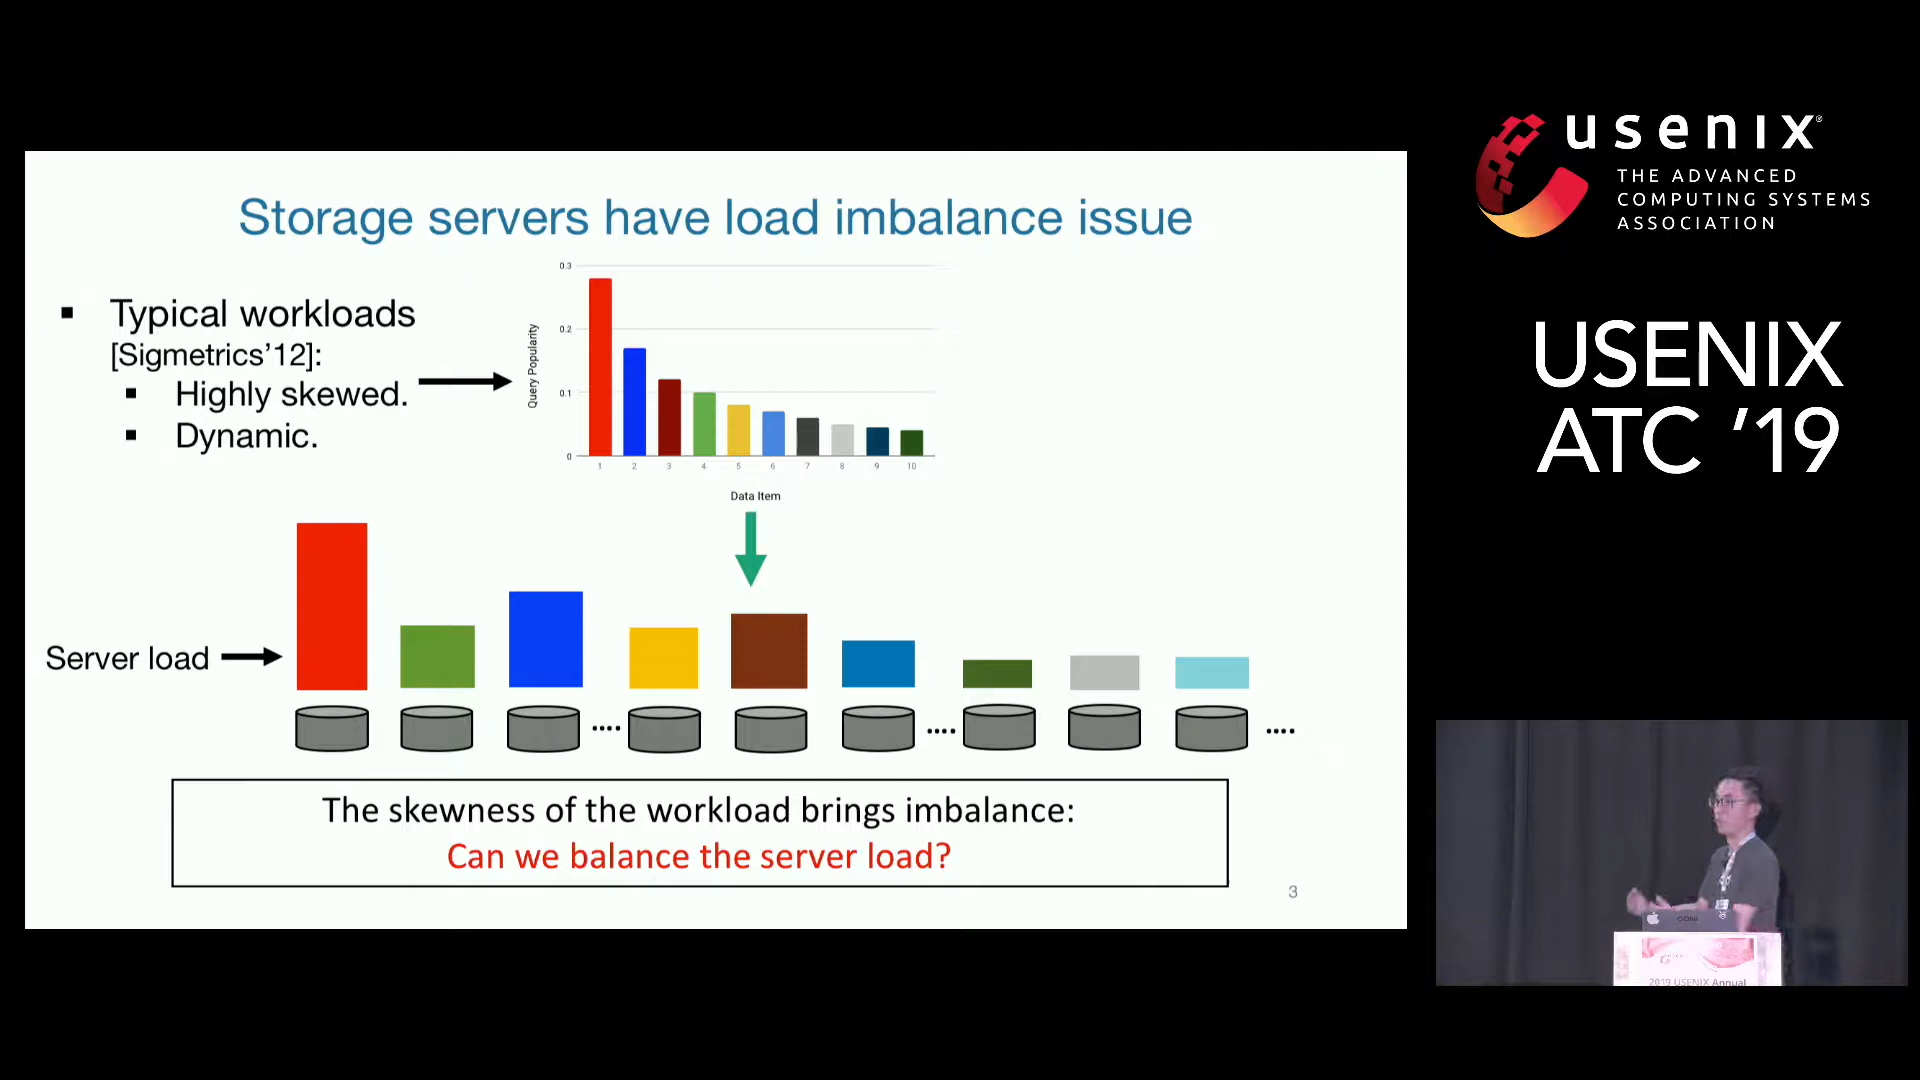 Storage servers have load imbalance issue
▪ Typical workloads
[Sigmetrics’12]:
▪ Highly skewed.
▪ Dynamic.
Query Popularity
0.3
0.2
0.1
0
1 2 3 4 5 6 7 8 9 10
Data Item
Server load
.... .... ....
The skewness of the workload brings imbalance:
Can we balance the server load?
3
usenix®
THE ADVANCED
COMPUTING SYSTEMS
ASSOCIATION
USENIX
ATC ’19
2019 USENIX Annual